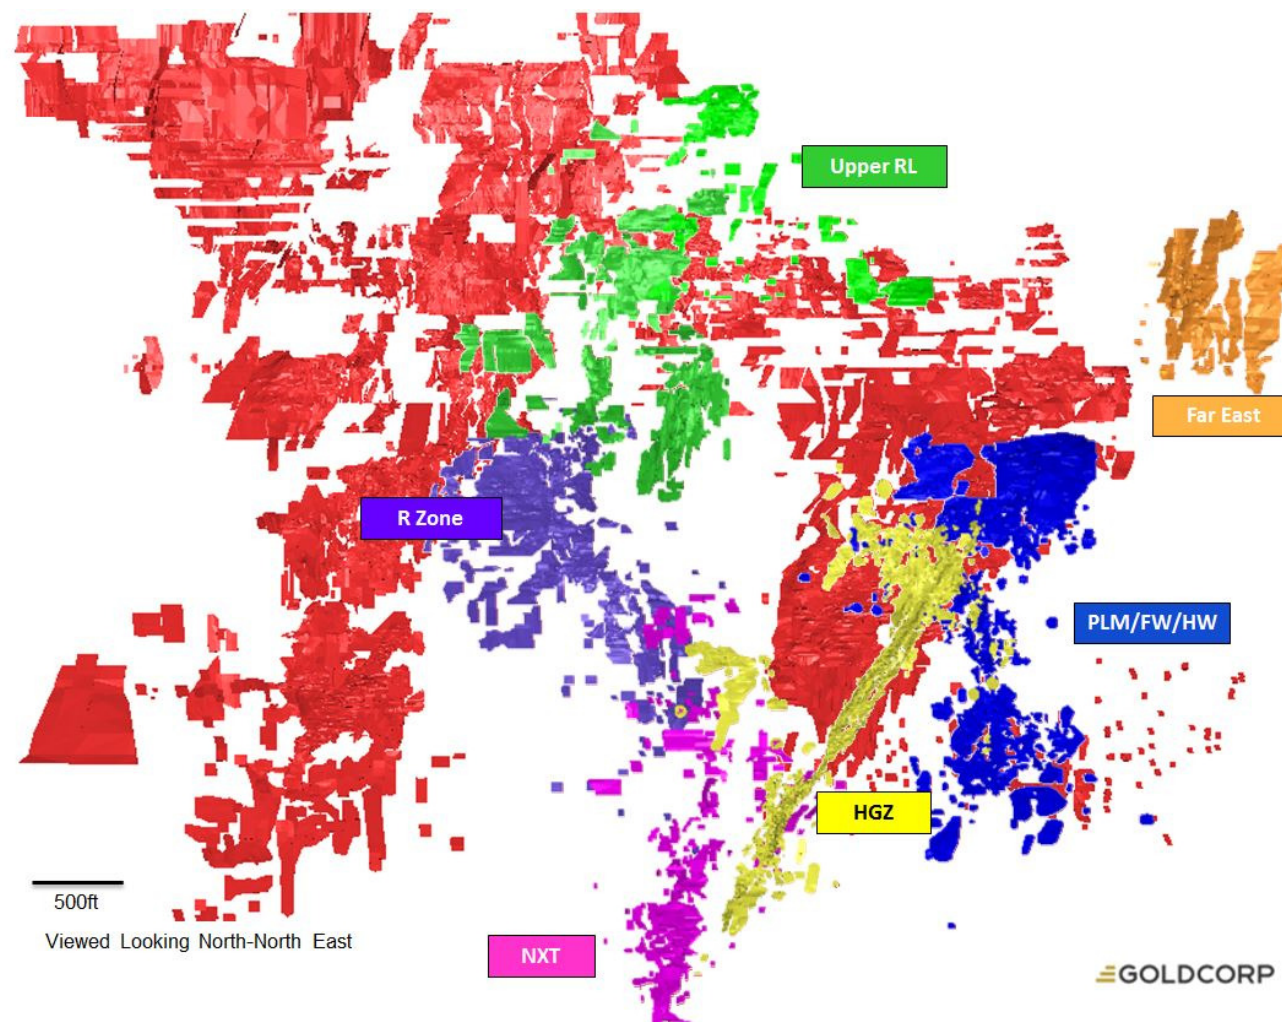 Upper RL
Far East
R Zone
PLM/FW/HW
HGZ
500ft
Viewed Looking North-North East
NXT
GOLDCORP